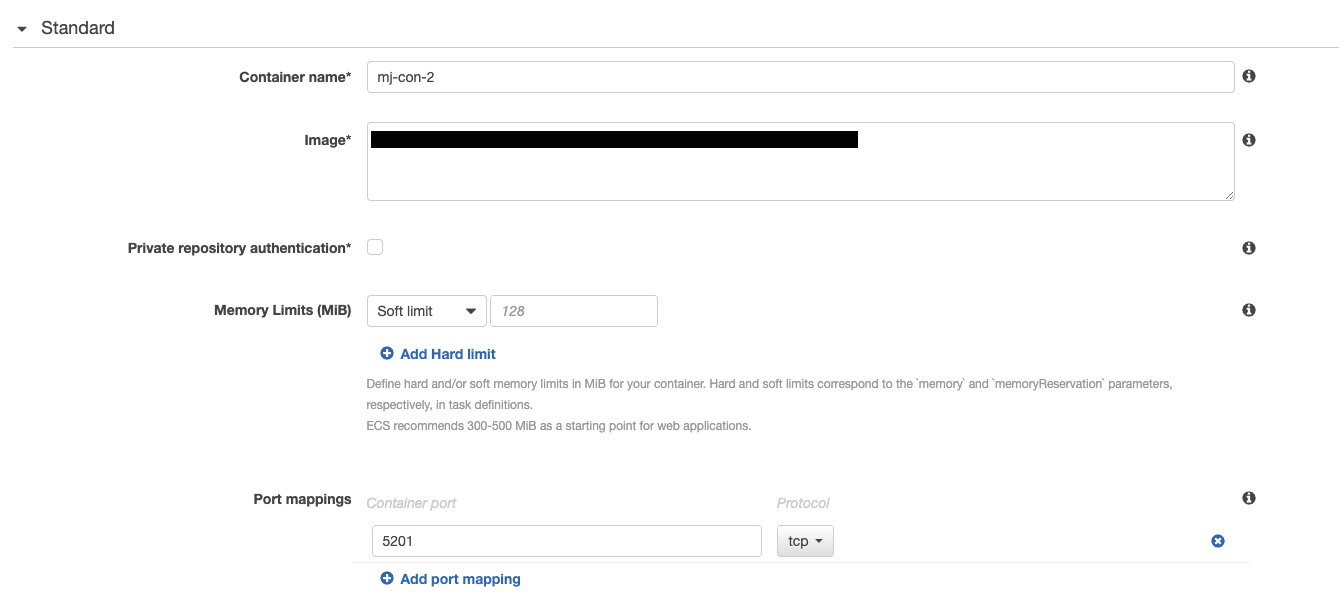 Standard
Container name* mj-con-2
Image*
Private repository authentication*
Memory Limits (MiB) Soft limit 128
Add Hard limit
Define hard and/or soft memory limits in MiB for your container. Hard and soft limits correspond to the `memory` and `memoryReservation` parameters,
respectively, in task definitions.
ECS recommends 300-500 MiB as a starting point for web applications.
Port mappings Container port Protocol
5201 tcp
Add port mapping